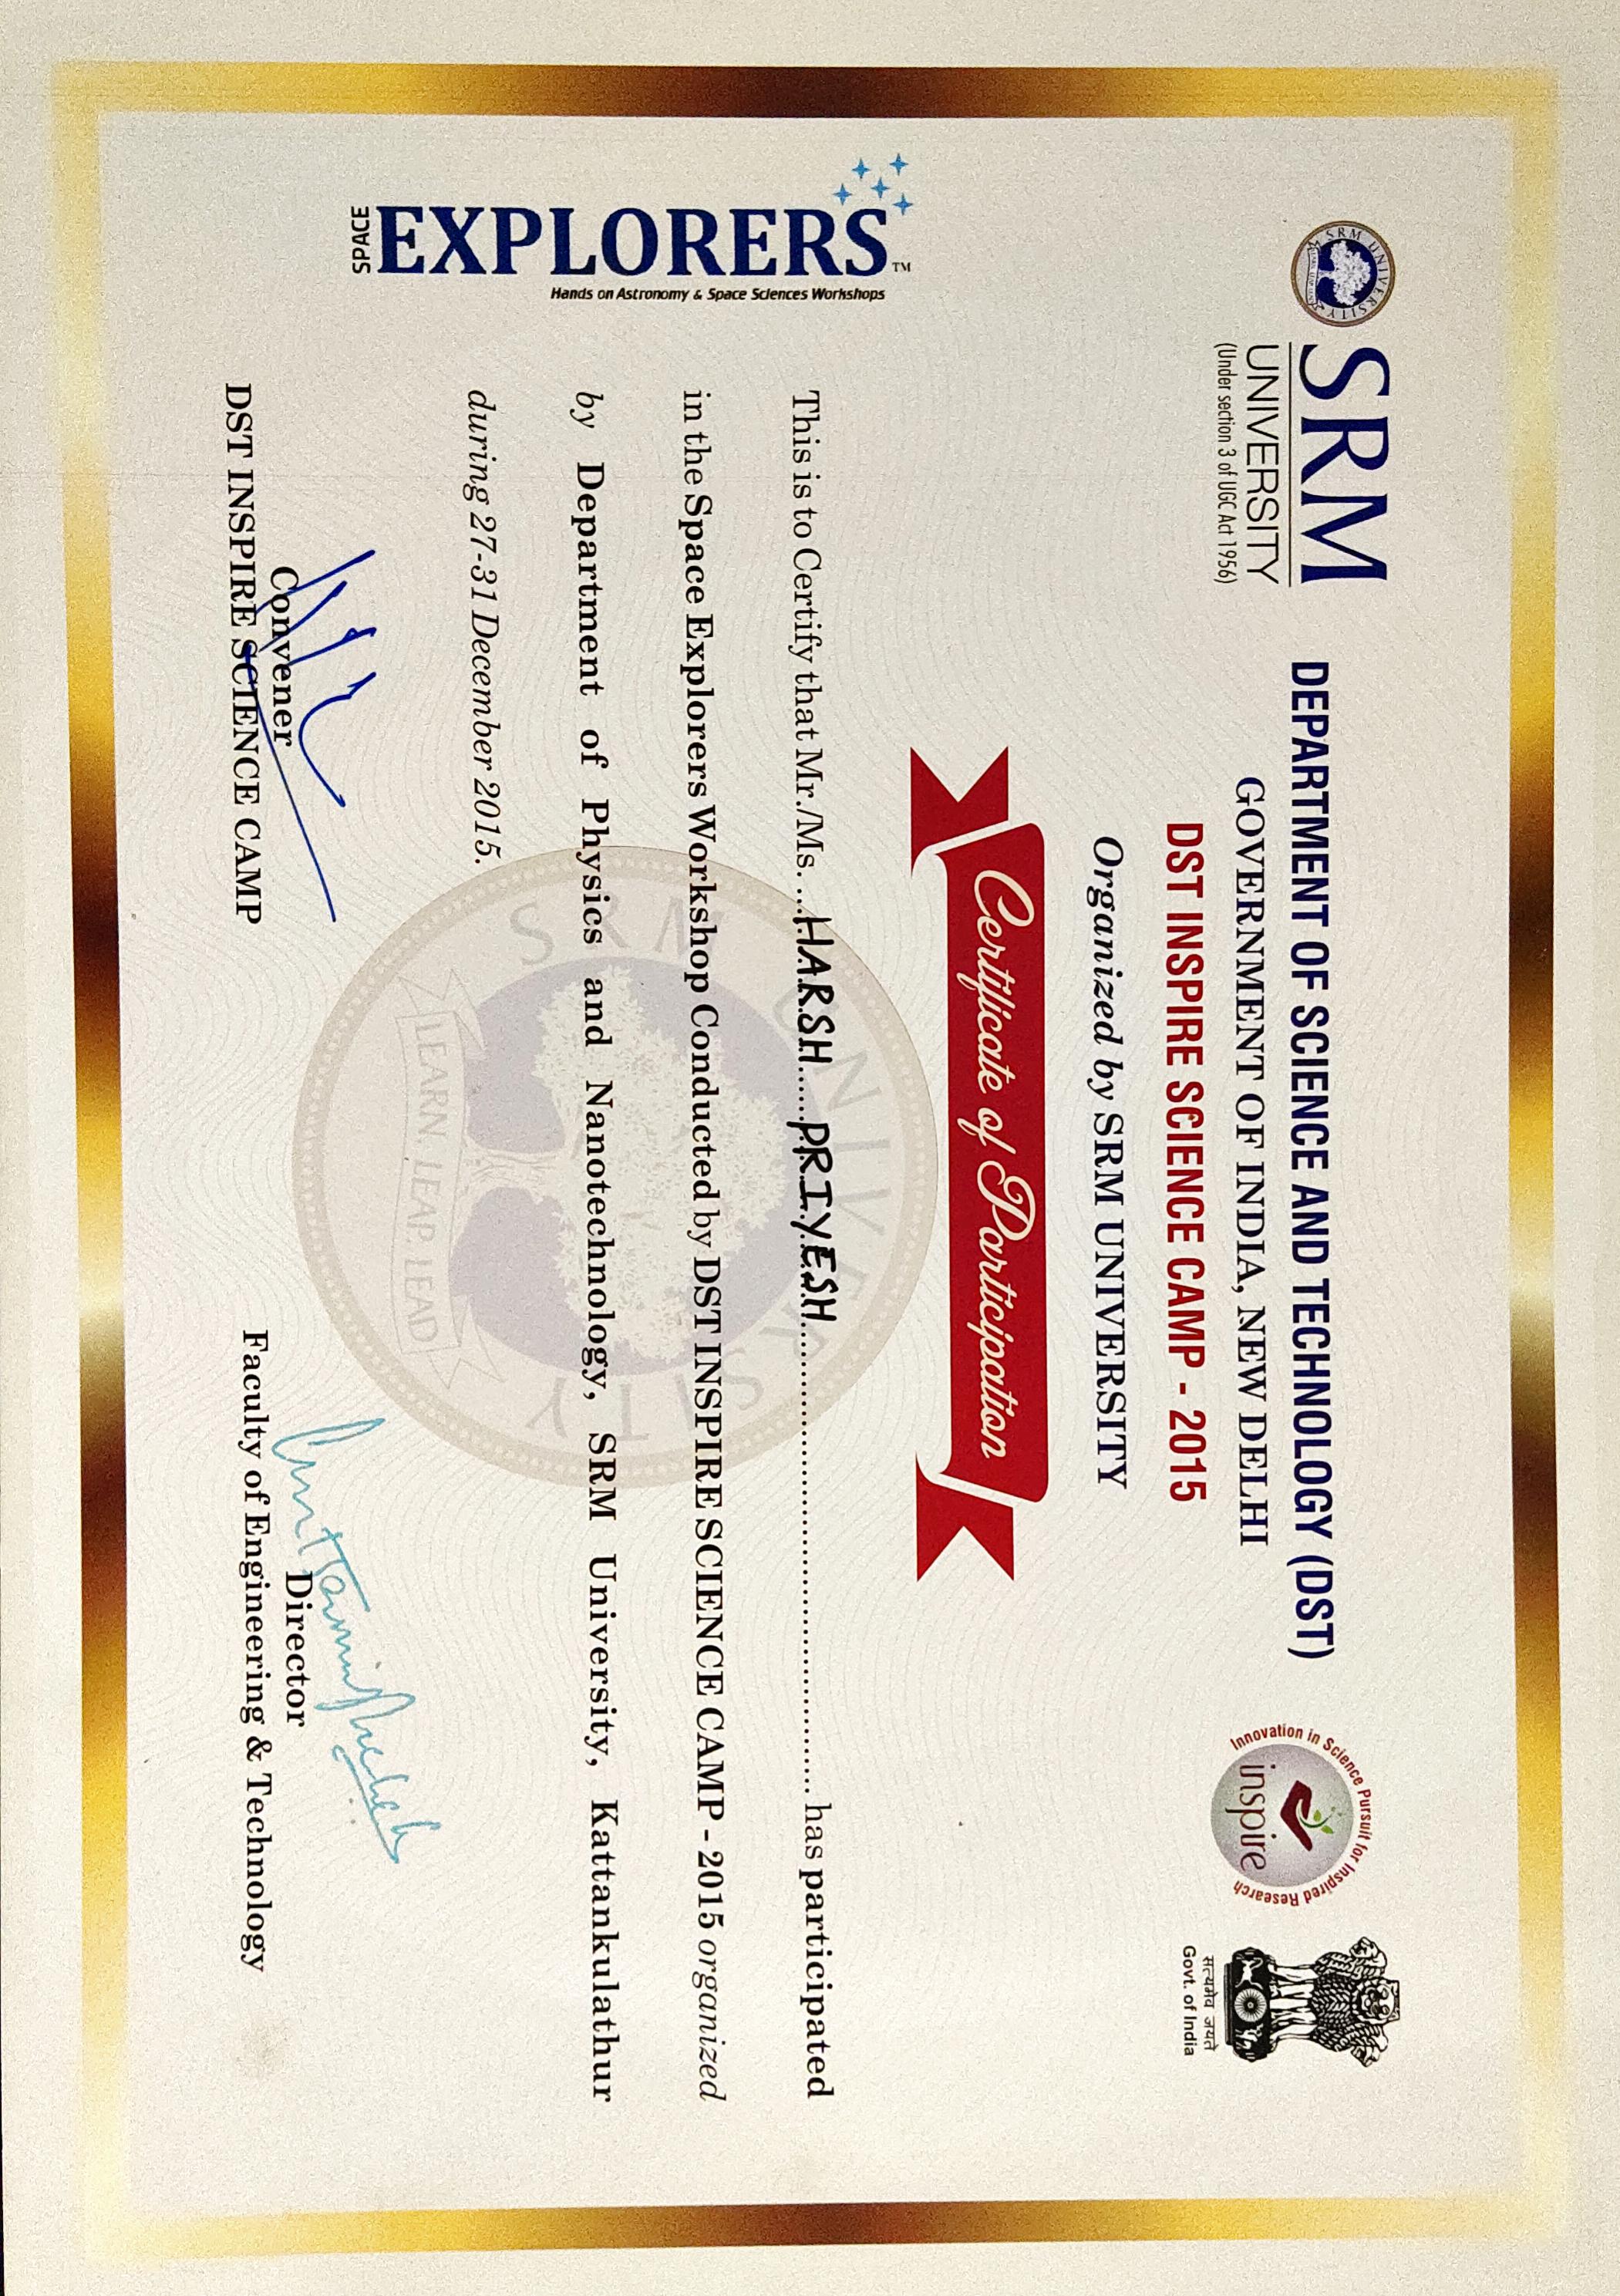 SRM UNIVERSITY
LEARN. LEAP. LEAD
SRM
UNIVERSITY
(Under section 3 of UGC Act 1956)
DEPARTMENT OF SCIENCE AND TECHNOLOGY (DST)
GOVERNMENT OF INDIA, NEW DELHI
DST INSPIRE SCIENCE CAMP - 2015
Organized by SRM UNIVERSITY
Innovation in Science Pursuit for Inspired Research
inspire
सत्यमेव जयते
Govt. of India
Certificate of Participation
SPACE EXPLORERS™
Hands on Astronomy & Space Sciences Workshops
This is to Certify that Mr./Ms. ...HARSH......PRIYESH................................................ has participated
in the Space Explorers Workshop Conducted by DST INSPIRE SCIENCE CAMP - 2015 organized
by Department of Physics and Nanotechnology, SRM University, Kattankulathur
during 27-31 December 2015.
SRM UNIVERSITY
LEARN. LEAP. LEAD
Convener
DST INSPIRE SCIENCE CAMP
Director
Faculty of Engineering & Technology